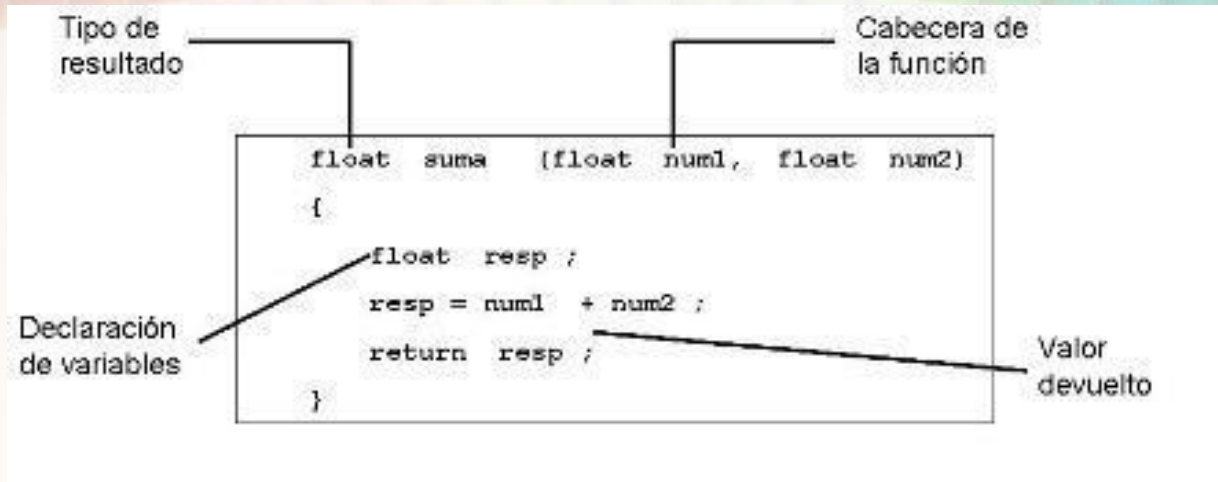 Tipo de
resultado
Cabecera de
la función
float suma (float num1, float num2)
{
float resp ;
resp = num1 + num2 ;
return resp ;
}
Declaración
de variables
Valor
devuelto